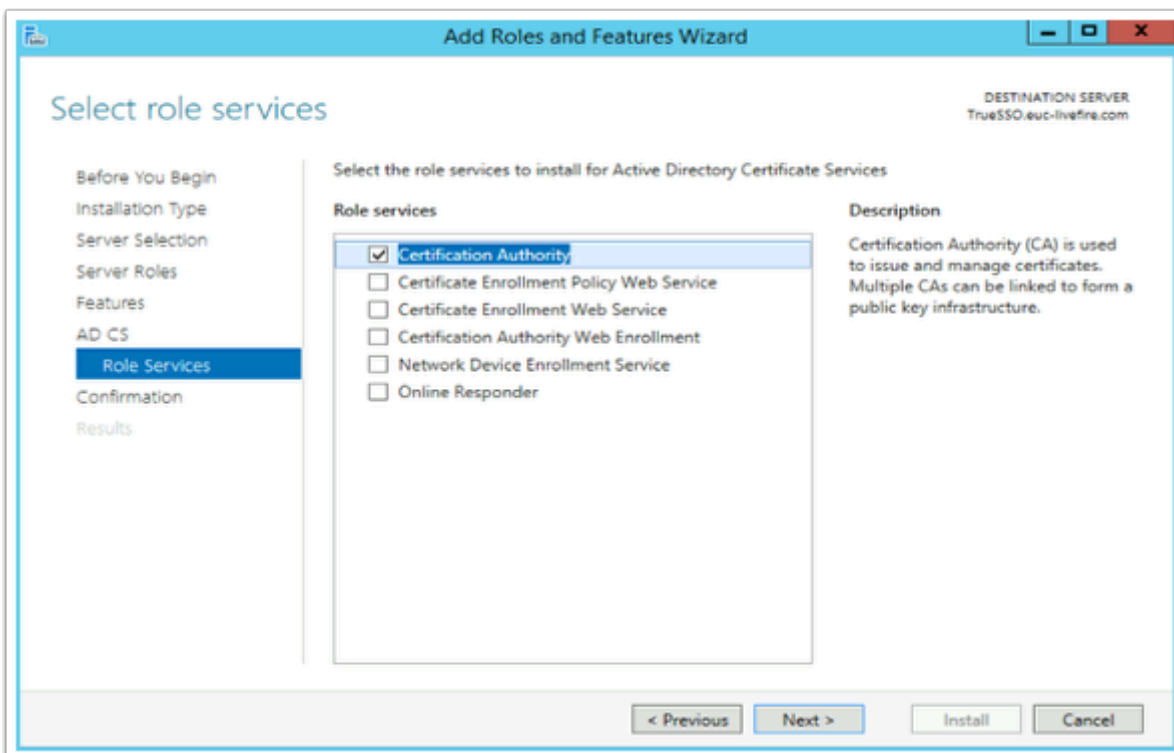 Add Roles and Features Wizard
Select role services
DESTINATION SERVER
TrueSSO.euc-livefire.com
Before You Begin
Installation Type
Server Selection
Server Roles
Features
AD CS
Role Services
Confirmation
Results
Select the role services to install for Active Directory Certificate Services
Role services
Certification Authority
Certificate Enrollment Policy Web Service
Certificate Enrollment Web Service
Certification Authority Web Enrollment
Network Device Enrollment Service
Online Responder
Description
Certification Authority (CA) is used
to issue and manage certificates.
Multiple CAs can be linked to form a
public key infrastructure.
< Previous
Next >
Install
Cancel